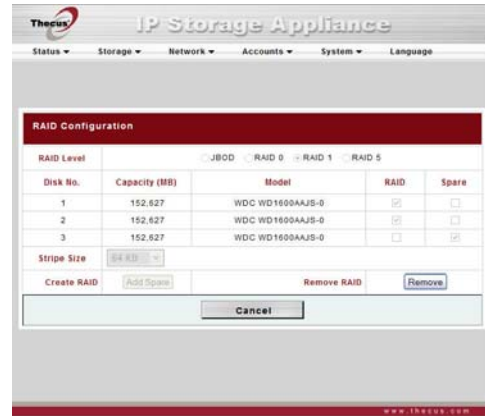 Thecus
IP Storage Appliance
Status Storage Network Accounts System Language
RAID Configuration
RAID Level JBOD RAID 0 RAID 1 RAID 5
Disk No. Capacity (MB) Model RAID Spare
1 152,627 WDC WD1600AAJS-0
2 152,627 WDC WD1600AAJS-0
3 152,627 WDC WD1600AAJS-0
Stripe Size 64 KB
Create RAID Add Spare Remove RAID Remove
Cancel
www.thecus.com